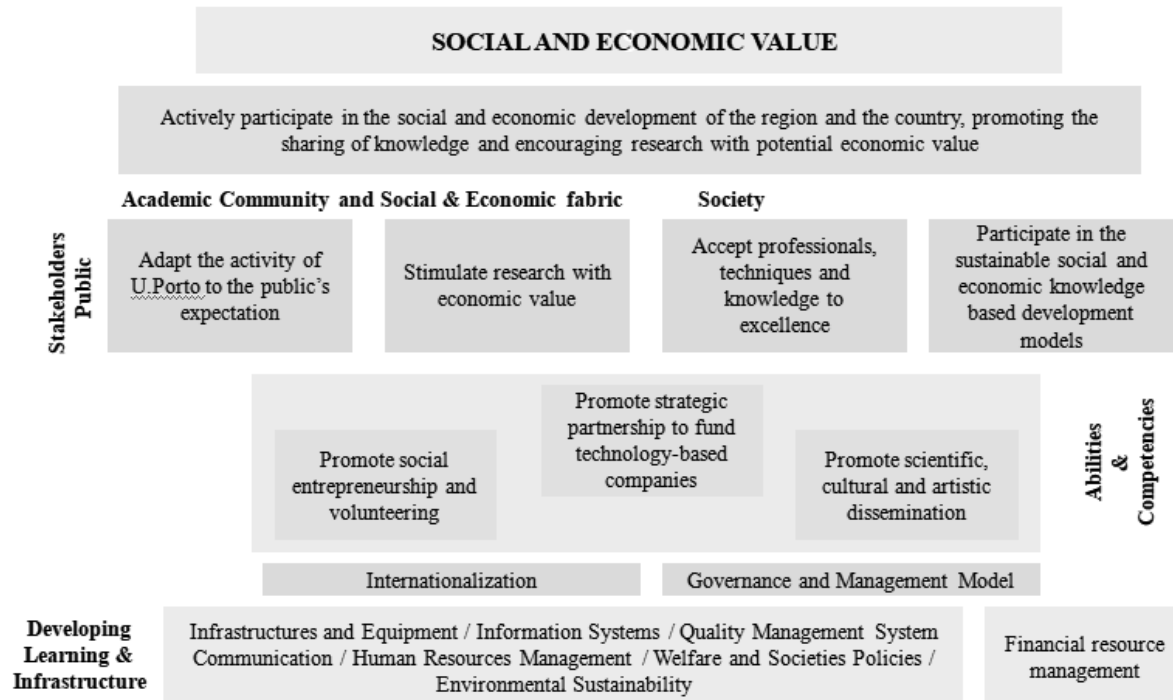 SOCIAL AND ECONOMIC VALUE
Actively participate in the social and economic development of the region and the country, promoting the
sharing of knowledge and encouraging research with potential economic value
Academic Community and Social & Economic fabric
Society
Stakeholders
Public
Adapt the activity of
U.Porto to the public's
expectation
Stimulate research with
economic value
Accept professionals,
techniques and
knowledge to
excellence
Participate in the
sustainable social and
economic knowledge
based development
models
Promote social
entrepreneurship and
volunteering
Promote strategic
partnership to fund
technology-based
companies
Promote scientific,
cultural and artistic
dissemination
Abilities
&
Competencies
Internationalization
Governance and Management Model
Developing
Learning &
Infrastructure
Infrastructures and Equipment / Information Systems / Quality Management System
Communication / Human Resources Management / Welfare and Societies Policies /
Environmental Sustainability
Financial resource
management